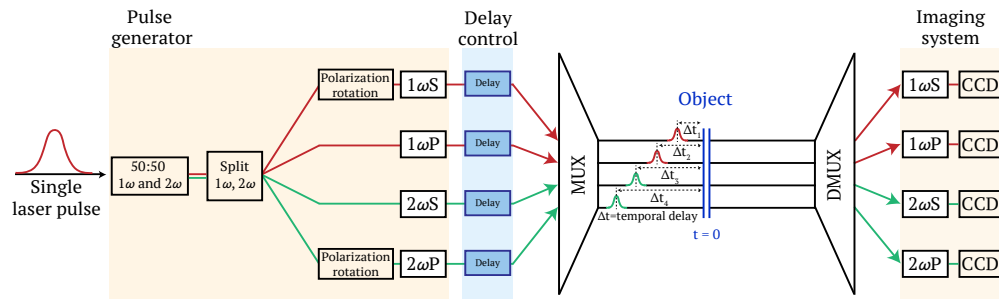 Pulse
generator
Delay
control
Imaging
system
Single
laser pulse
50:50
1ω and 2ω
Split
1ω, 2ω
Polarization
rotation
1ωS
Delay
1ωP
Delay
2ωS
Delay
Polarization
rotation
2ωP
Delay
MUX
Object
Δt₁
Δt₂
Δt₃
Δt₄
Δt=temporal delay
t = 0
DMUX
1ωS
CCD
1ωP
CCD
2ωS
CCD
2ωP
CCD